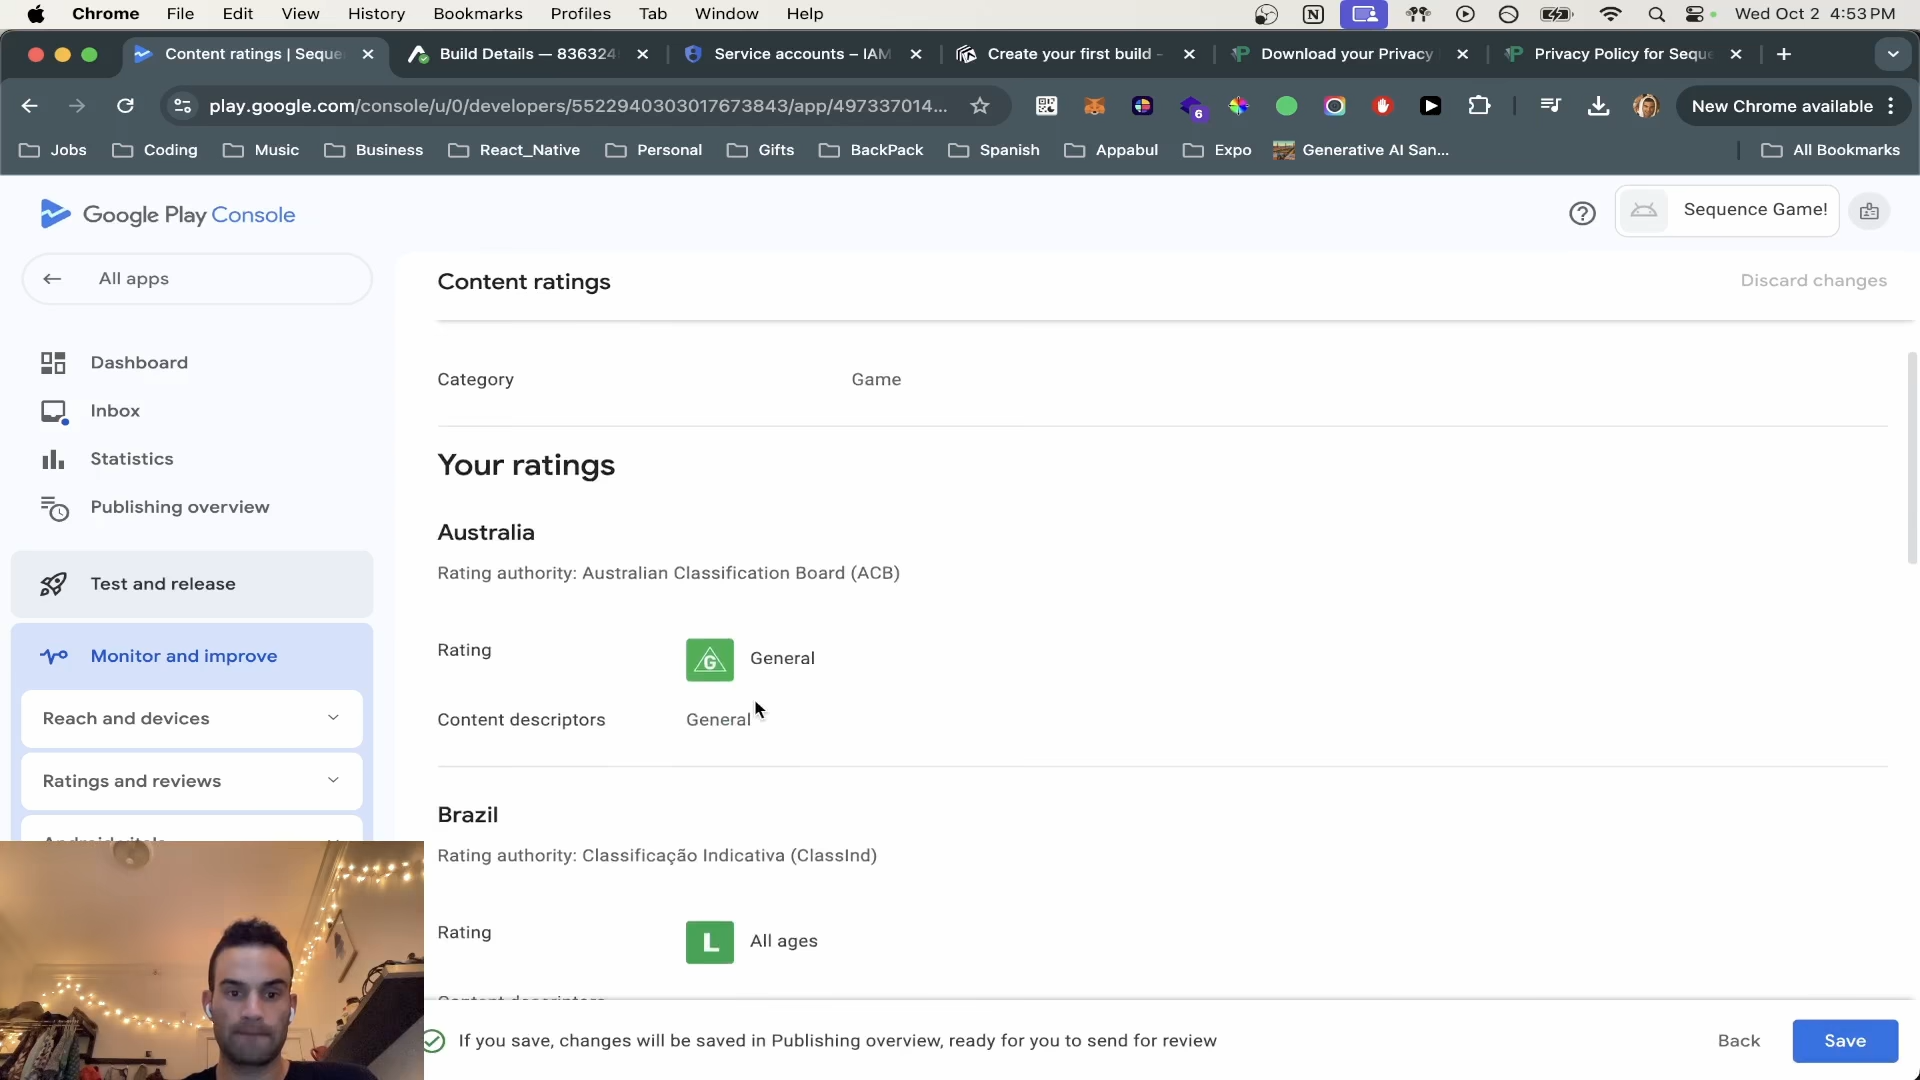 Chrome File Edit View History Bookmarks Profiles Tab Window Help Wed Oct 2 4:53 PM
Content ratings | Seque Build Details — 836324 Service accounts – IAM Create your first build - Download your Privacy Privacy Policy for Sequ
play.google.com/console/u/0/developers/5522940303017673843/app/497337014... 6 New Chrome available
Jobs Coding Music Business React_Native Personal Gifts BackPack Spanish Appabul Expo Generative AI San... All Bookmarks
Google Play Console
Sequence Game!
All apps
Content ratings
Discard changes
Dashboard
Inbox
Statistics
Publishing overview
Test and release
Monitor and improve
Reach and devices
Ratings and reviews
Category Game
Your ratings
Australia
Rating authority: Australian Classification Board (ACB)
Rating G General
Content descriptors General
Brazil
Rating authority: Classificação Indicativa (ClassInd)
Rating L All ages
If you save, changes will be saved in Publishing overview, ready for you to send for review
Back
Save